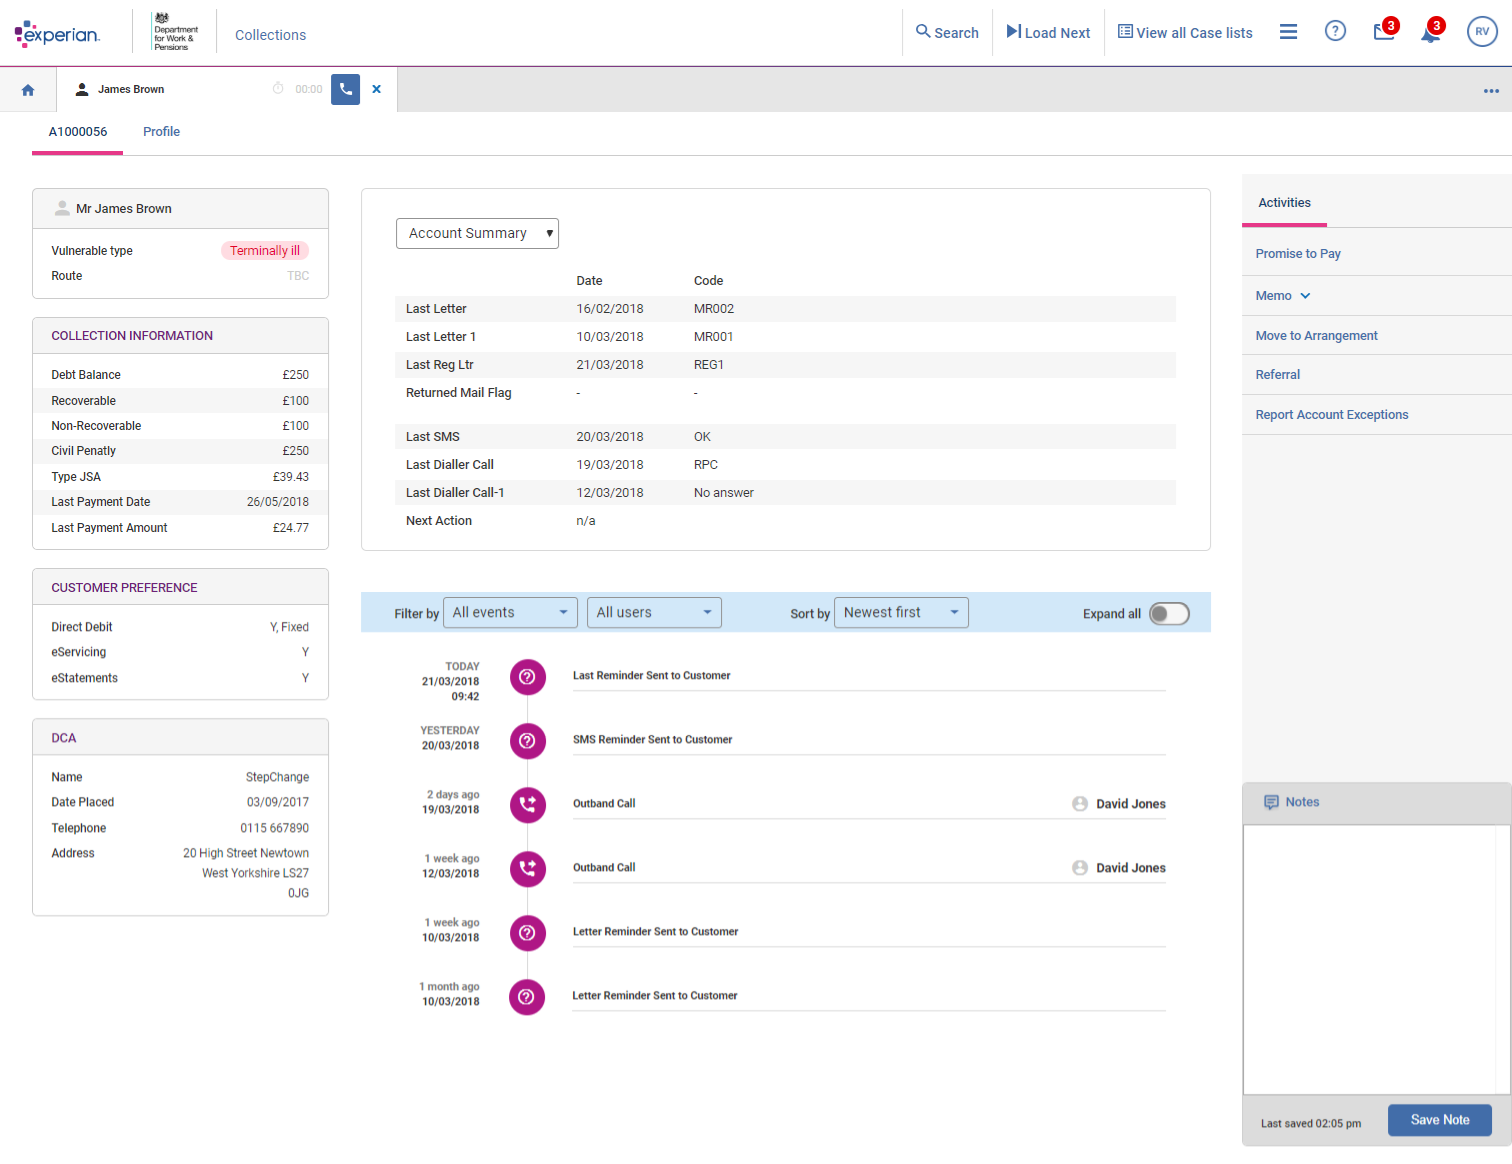 experian.
Department
for Work &
Pensions
Collections
Search
Load Next
View all Case lists
?
3
3
RV
James Brown
00:00
A1000056
Profile
Mr James Brown
Vulnerable type Terminally ill
Route TBC
COLLECTION INFORMATION
Debt Balance £250
Recoverable £100
Non-Recoverable £100
Civil Penatly £250
Type JSA £39.43
Last Payment Date 26/05/2018
Last Payment Amount £24.77
CUSTOMER PREFERENCE
Direct Debit Y, Fixed
eServicing Y
eStatements Y
DCA
Name StepChange
Date Placed 03/09/2017
Telephone 0115 667890
Address 20 High Street Newtown
West Yorkshire LS27
0JG
Account Summary
Date Code
Last Letter 16/02/2018 MR002
Last Letter 1 10/03/2018 MR001
Last Reg Ltr 21/03/2018 REG1
Returned Mail Flag - -
Last SMS 20/03/2018 OK
Last Dialler Call 19/03/2018 RPC
Last Dialler Call-1 12/03/2018 No answer
Next Action n/a
Filter by All events All users Sort by Newest first Expand all
TODAY
21/03/2018
09:42
Last Reminder Sent to Customer
YESTERDAY
20/03/2018
SMS Reminder Sent to Customer
2 days ago
19/03/2018
Outband Call David Jones
1 week ago
12/03/2018
Outband Call David Jones
1 week ago
10/03/2018
Letter Reminder Sent to Customer
1 month ago
10/03/2018
Letter Reminder Sent to Customer
Activities
Promise to Pay
Memo
Move to Arrangement
Referral
Report Account Exceptions
Notes
Last saved 02:05 pm
Save Note